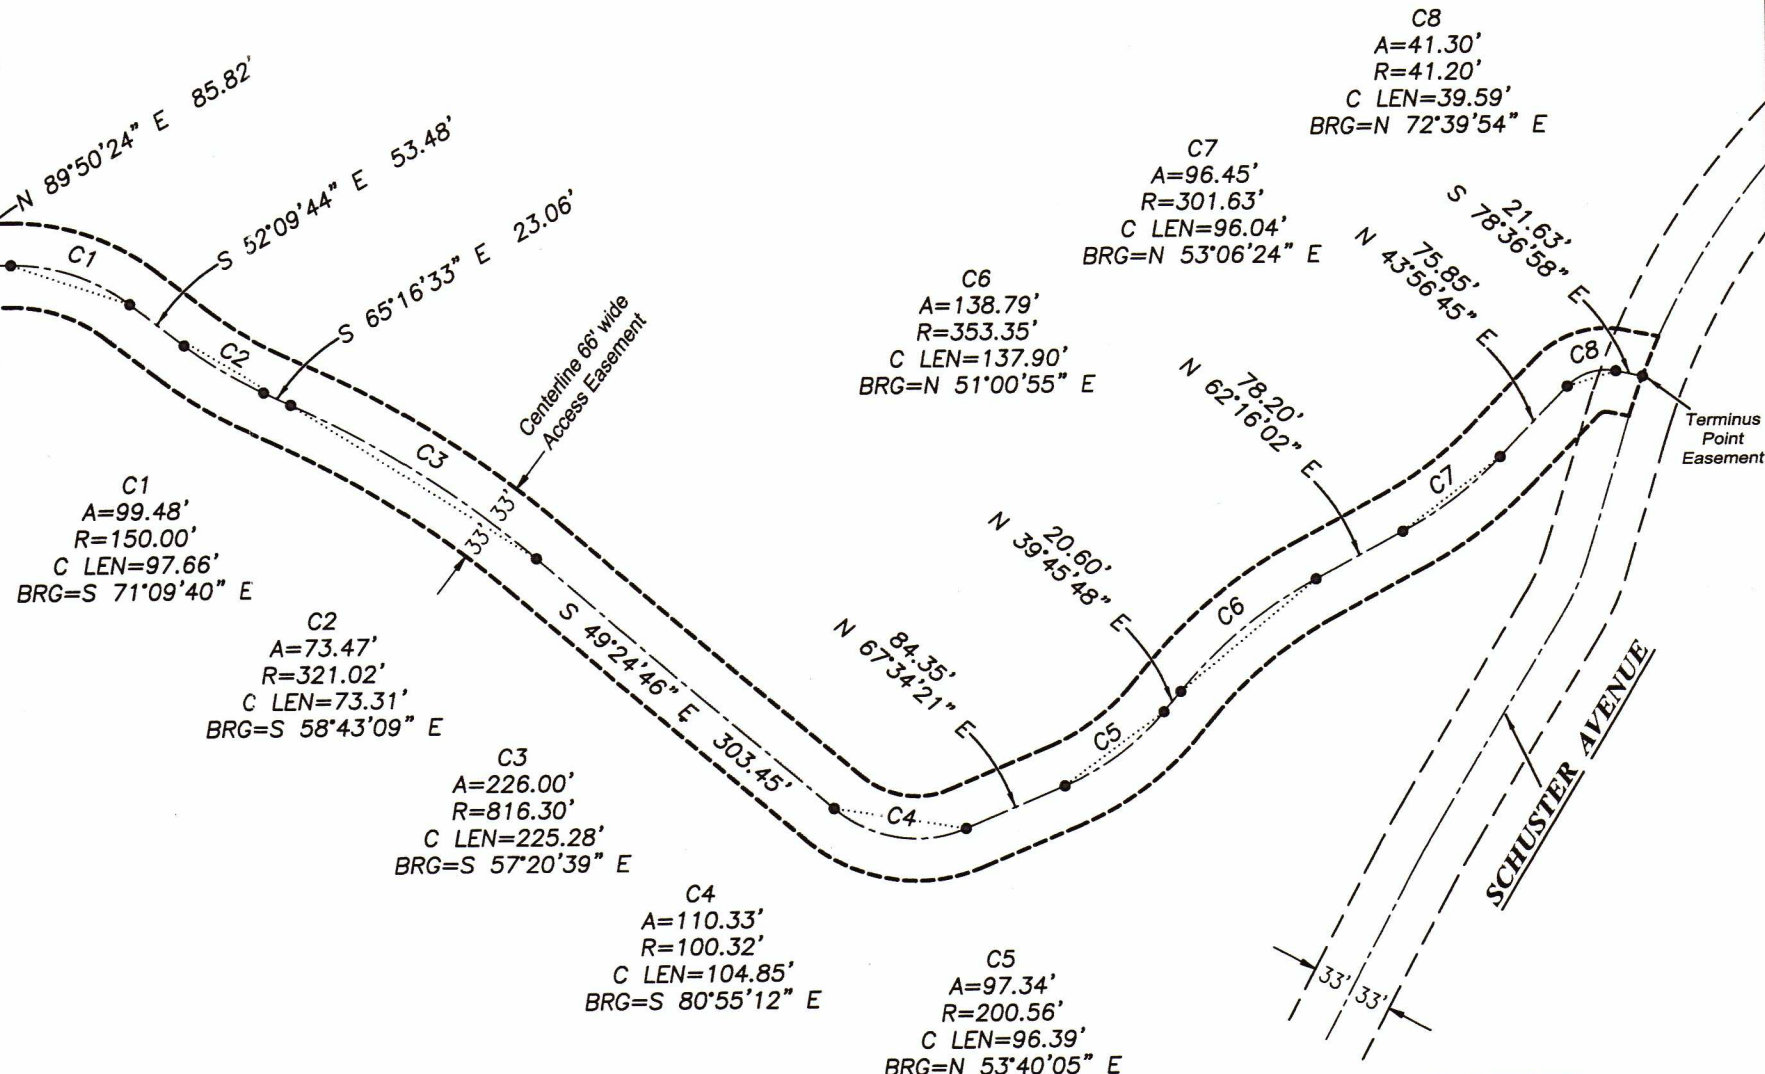 N 89°50'24" E 85.82'
S 52°09'44" E 53.48'
S 65°16'33" E 23.06'
C1
C2
C3
Centerline 66' wide
Access Easement
33'
33'
S 49°24'46" E 303.45'
C4
84.35'
N 67°34'21" E
C5
20.60'
N 39°45'48" E
C6
78.20'
N 62°16'02" E
C7
75.85'
N 43°56'45" E
21.63'
S 78°36'58" E
C8
Terminus
Point
Easement
SCHUSTER AVENUE
33'
33'
C1
A=99.48'
R=150.00'
C LEN=97.66'
BRG=S 71°09'40" E
C2
A=73.47'
R=321.02'
C LEN=73.31'
BRG=S 58°43'09" E
C3
A=226.00'
R=816.30'
C LEN=225.28'
BRG=S 57°20'39" E
C4
A=110.33'
R=100.32'
C LEN=104.85'
BRG=S 80°55'12" E
C5
A=97.34'
R=200.56'
C LEN=96.39'
BRG=N 53°40'05" E
C6
A=138.79'
R=353.35'
C LEN=137.90'
BRG=N 51°00'55" E
C7
A=96.45'
R=301.63'
C LEN=96.04'
BRG=N 53°06'24" E
C8
A=41.30'
R=41.20'
C LEN=39.59'
BRG=N 72°39'54" E